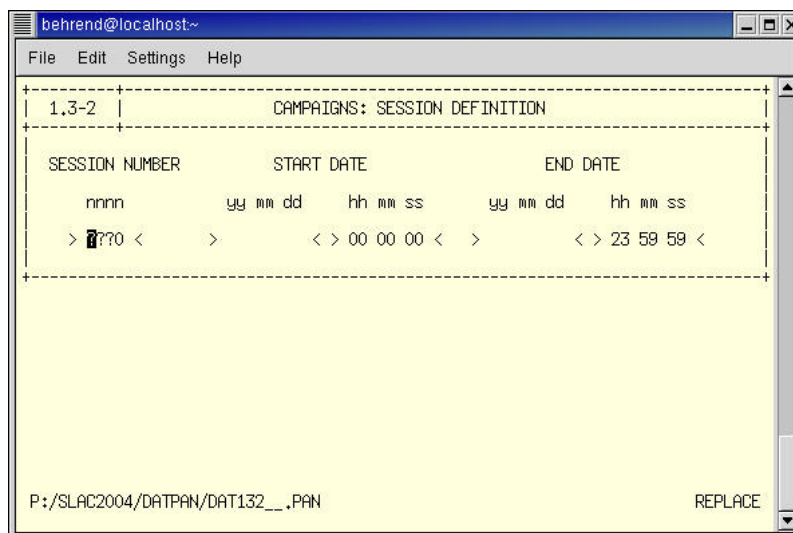 behrend@localhost:~
File Edit Settings Help
1.3-2 | CAMPAIGNS: SESSION DEFINITION
SESSION NUMBER START DATE END DATE
nnnn yy mm dd hh mm ss yy mm dd hh mm ss
> ???0 < > < > 00 00 00 < > < > 23 59 59 <
P:/SLAC2004/DATPAN/DAT132__.PAN REPLACE